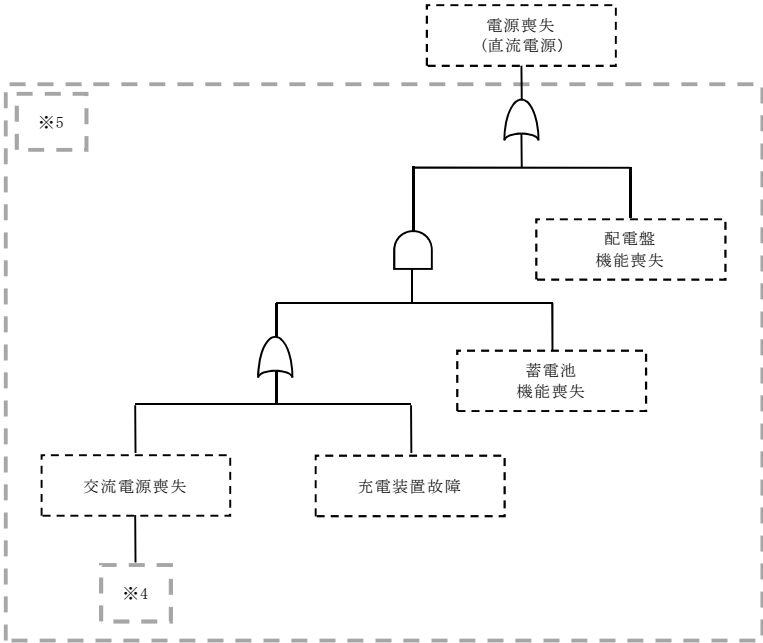 電源喪失
(直流電源)
※5
配電盤
機能喪失
蓄電池
機能喪失
交流電源喪失
充電装置故障
※4